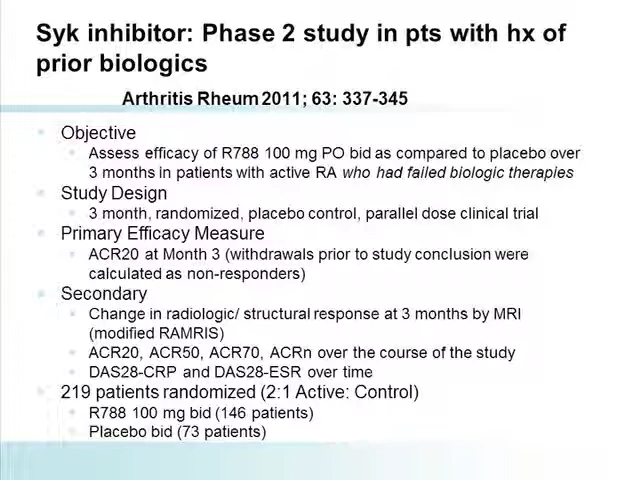 Syk inhibitor: Phase 2 study in pts with hx of
prior biologics
Arthritis Rheum 2011; 63: 337-345
Objective
Assess efficacy of R788 100 mg PO bid as compared to placebo over
3 months in patients with active RA who had failed biologic therapies
Study Design
3 month, randomized, placebo control, parallel dose clinical trial
Primary Efficacy Measure
ACR20 at Month 3 (withdrawals prior to study conclusion were
calculated as non-responders)
Secondary
Change in radiologic/ structural response at 3 months by MRI
(modified RAMRIS)
ACR20, ACR50, ACR70, ACRn over the course of the study
DAS28-CRP and DAS28-ESR over time
219 patients randomized (2:1 Active: Control)
R788 100 mg bid (146 patients)
Placebo bid (73 patients)